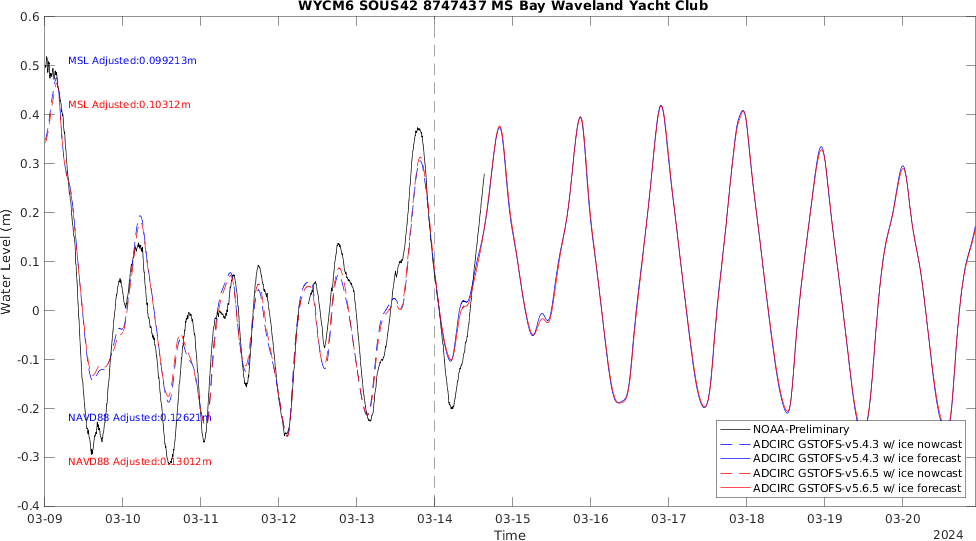 WYCM6 SOUS42 8747437 MS Bay Waveland Yacht Club
0.6
0.5
0.4
0.3
0.2
0.1
0
-0.1
-0.2
-0.3
-0.4
Water Level (m)
MSL Adjusted:0.099213m
MSL Adjusted:0.10312m
NAVD88 Adjusted:0.12621m
NAVD88 Adjusted:0.13012m
NOAA-Preliminary
ADCIRC GSTOFS-v5.4.3 w/ ice nowcast
ADCIRC GSTOFS-v5.4.3 w/ ice forecast
ADCIRC GSTOFS-v5.6.5 w/ ice nowcast
ADCIRC GSTOFS-v5.6.5 w/ ice forecast
03-09 03-10 03-11 03-12 03-13 03-14 03-15 03-16 03-17 03-18 03-19 03-20
Time
2024